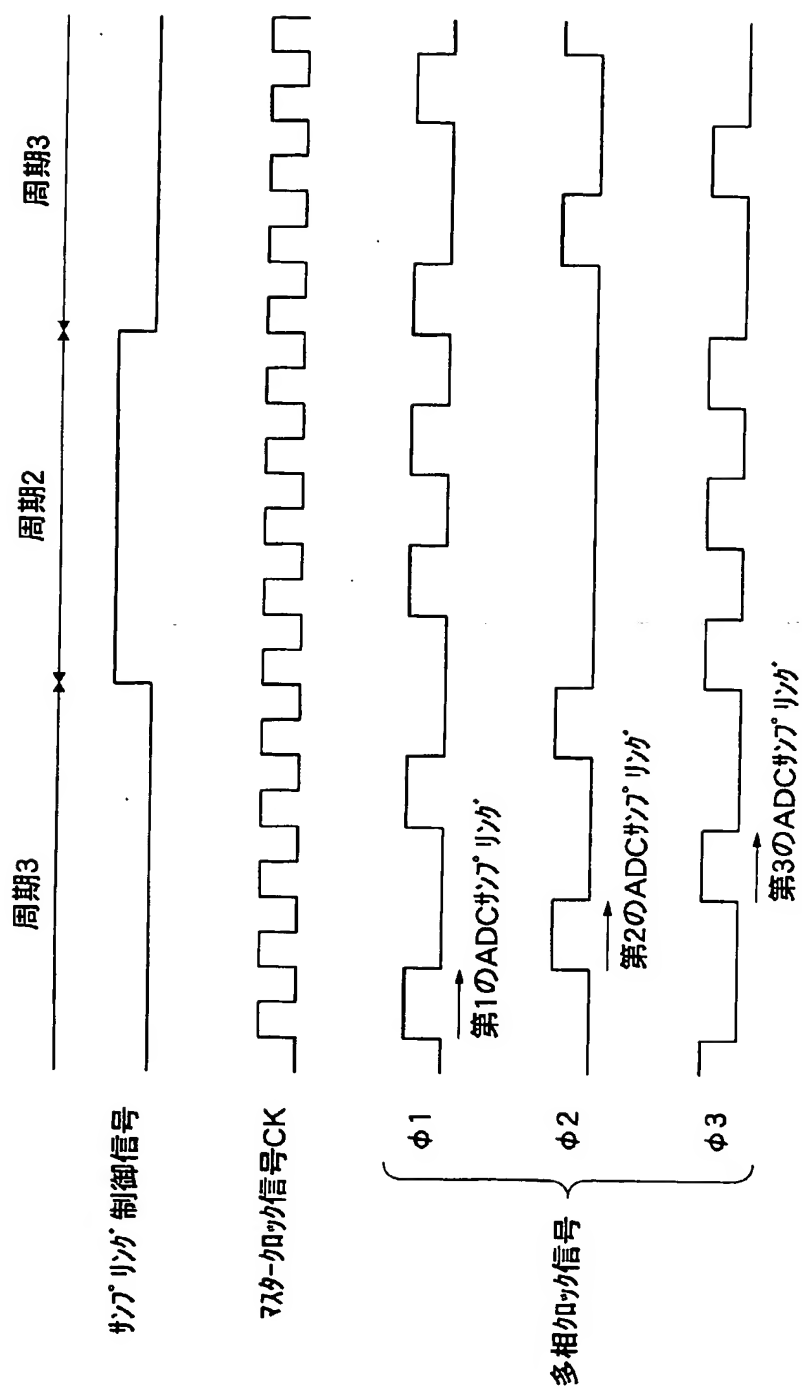 周期3
周期2
周期3
サンプリング制御信号
マスタークロック信号CK
φ1
第1のADCサンプリング
φ2
第2のADCサンプリング
φ3
第3のADCサンプリング
多相クロック信号